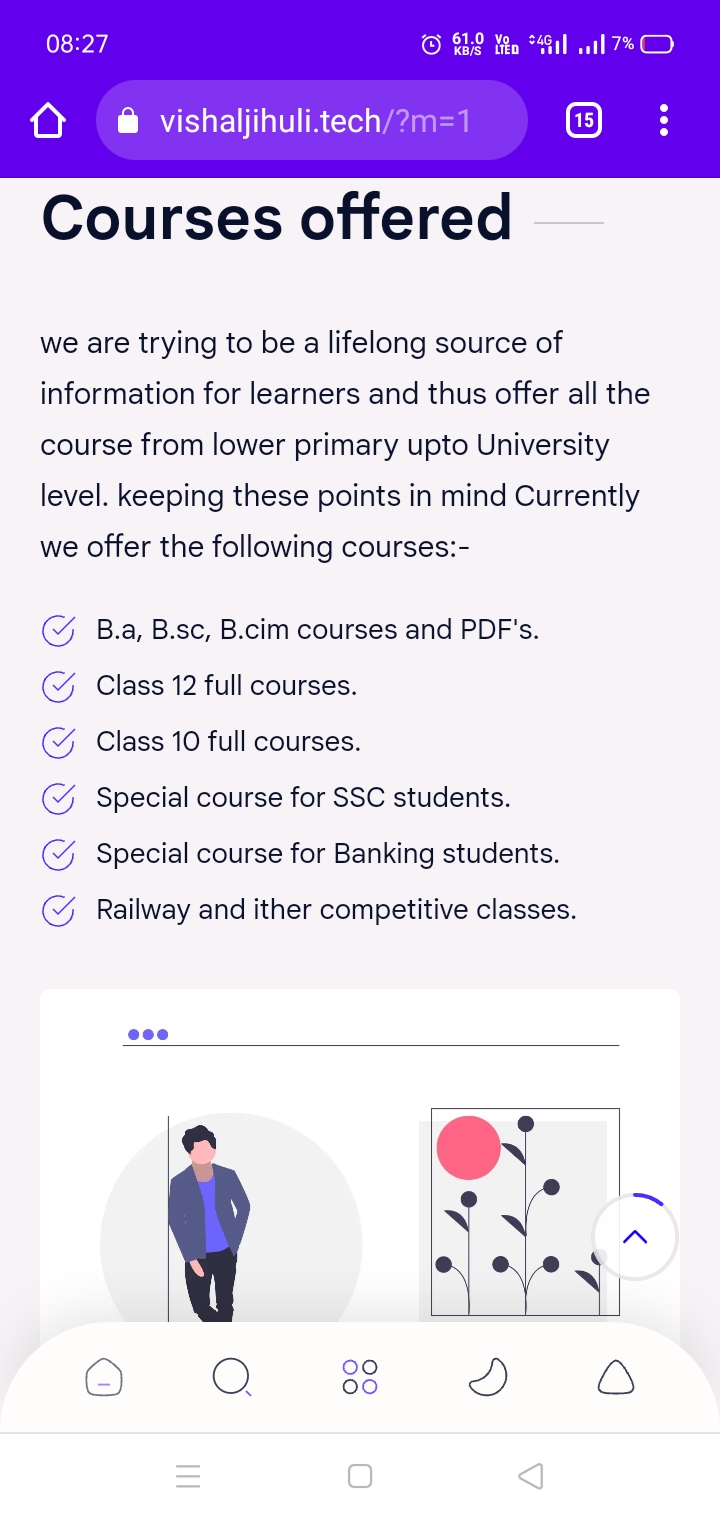 08:27
61.0 KB/S Vo LTED 4G 7%
vishaljihuli.tech/?m=1
15
Courses offered
we are trying to be a lifelong source of
information for learners and thus offer all the
course from lower primary upto University
level. keeping these points in mind Currently
we offer the following courses:-
B.a, B.sc, B.cim courses and PDF's.
Class 12 full courses.
Class 10 full courses.
Special course for SSC students.
Special course for Banking students.
Railway and ither competitive classes.